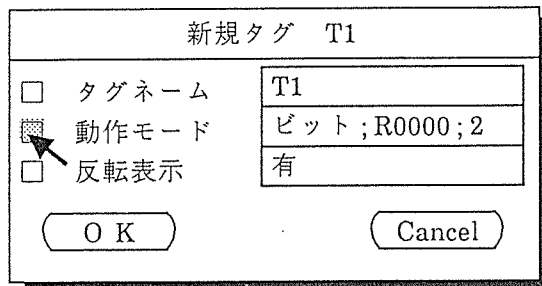 新規タグ T1
タグネーム T1
動作モード ビット;R0000;2
反転表示 有
OK Cancel